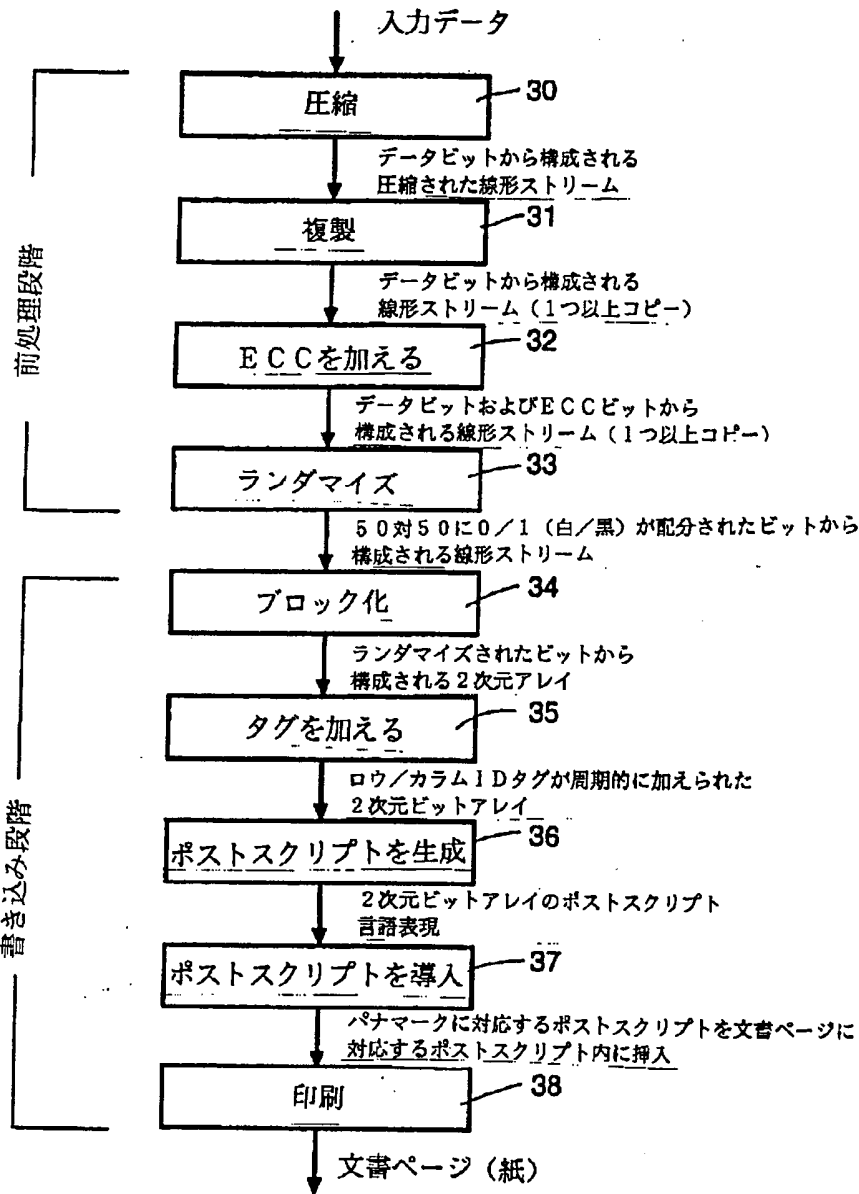 入力データ
圧縮
30
データビットから構成される
圧縮された線形ストリーム
複製
31
データビットから構成される
線形ストリーム（1つ以上コピー）
ＥＣＣを加える
32
データビットおよびＥＣＣビットから
構成される線形ストリーム（1つ以上コピー）
ランダマイズ
33
前処理段階
５０対５０に０／１（白／黒）が配分されたビットから
構成される線形ストリーム
ブロック化
34
ランダマイズされたビットから
構成される２次元アレイ
タグを加える
35
ロウ／カラムＩＤタグが周期的に加えられた
２次元ビットアレイ
ポストスクリプトを生成
36
２次元ビットアレイのポストスクリプト
言語表現
ポストスクリプトを導入
37
パナマークに対応するポストスクリプトを文書ページに
対応するポストスクリプト内に挿入
印刷
38
書き込み段階
文書ページ（紙）